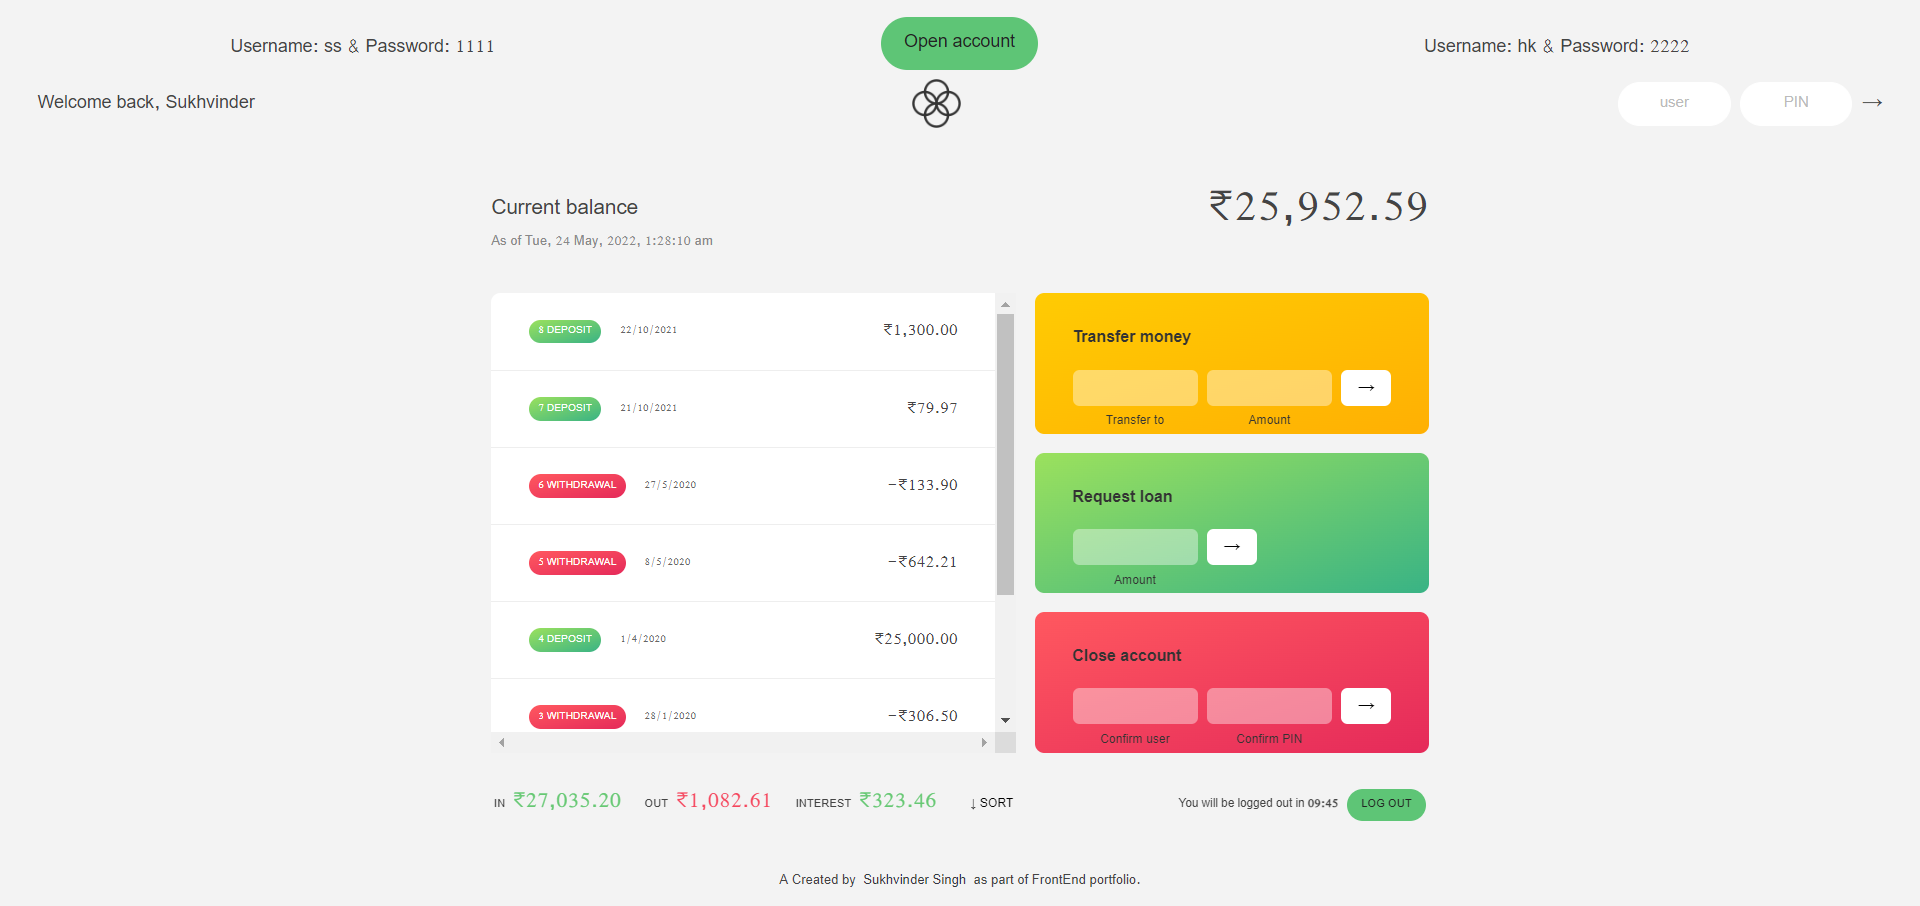 Username: ss & Password: 1111
Open account
Username: hk & Password: 2222
Welcome back, Sukhvinder
user
PIN
→
Current balance
As of Tue, 24 May, 2022, 1:28:10 am
₹25,952.59
8 DEPOSIT 22/10/2021 ₹1,300.00
7 DEPOSIT 21/10/2021 ₹79.97
6 WITHDRAWAL 27/5/2020 -₹133.90
5 WITHDRAWAL 8/5/2020 -₹642.21
4 DEPOSIT 1/4/2020 ₹25,000.00
3 WITHDRAWAL 28/1/2020 -₹306.50
Transfer money
→
Transfer to Amount
Request loan
→
Amount
Close account
→
Confirm user Confirm PIN
IN ₹27,035.20 OUT ₹1,082.61 INTEREST ₹323.46 ↓ SORT
You will be logged out in 09:45 LOG OUT
A Created by Sukhvinder Singh as part of FrontEnd portfolio.